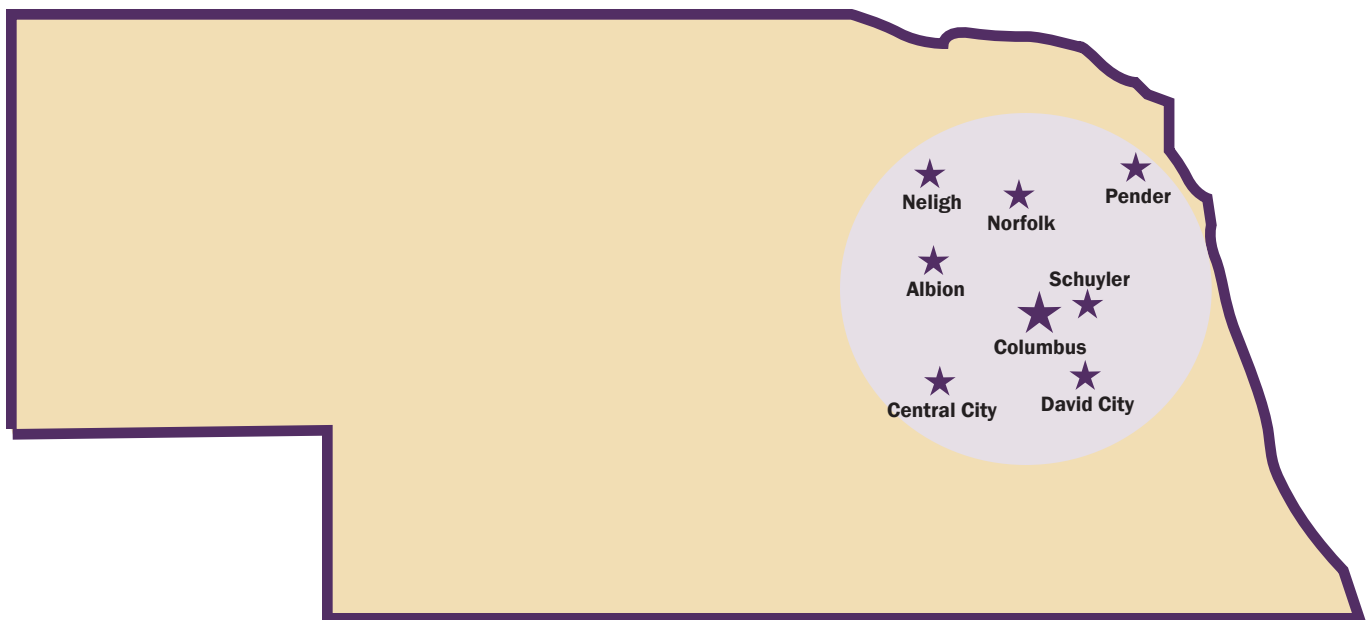 Neligh
Norfolk
Pender
Albion
Schuyler
Columbus
Central City
David City